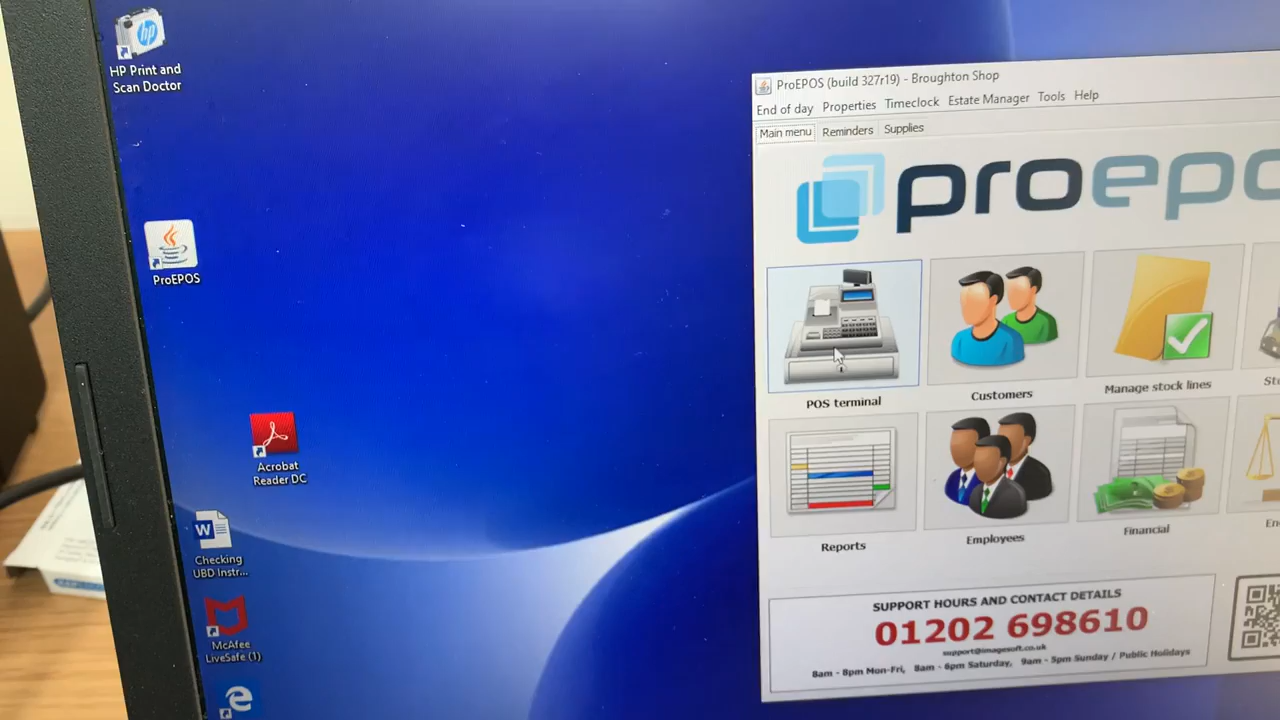 HP Print and
Scan Doctor
ProEPOS
Acrobat
Reader DC
Checking
UBD Instr...
McAfee
LiveSafe (1)
ProEPOS (build 327r19) - Broughton Shop
End of day Properties Timeclock Estate Manager Tools Help
Main menu Reminders Supplies
proepo
POS terminal
Customers
Manage stock lines
Reports
Employees
Financial
SUPPORT HOURS AND CONTACT DETAILS
01202 698610
support@imagesoft.co.uk
8am - 8pm Mon-Fri, 8am - 6pm Saturday, 9am - 5pm Sunday / Public Holidays